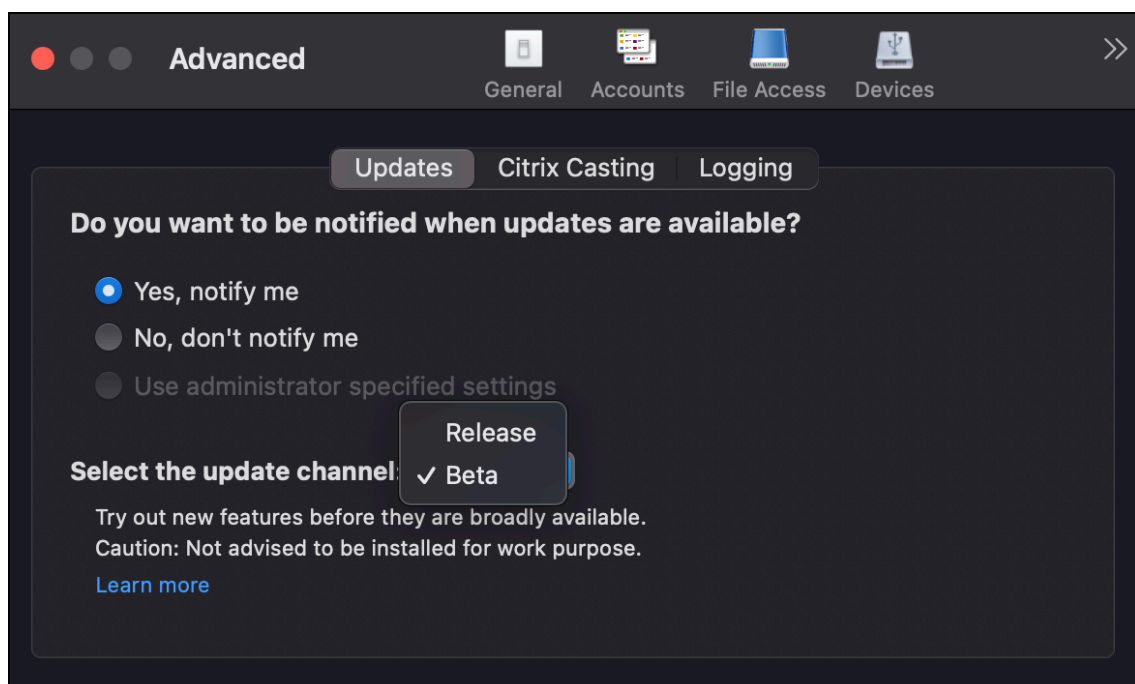 Advanced
General
Accounts
File Access
Devices
Updates
Citrix Casting
Logging
Do you want to be notified when updates are available?
Yes, notify me
No, don't notify me
Use administrator specified settings
Release
Select the update channel:
✓ Beta
Try out new features before they are broadly available.
Caution: Not advised to be installed for work purpose.
Learn more